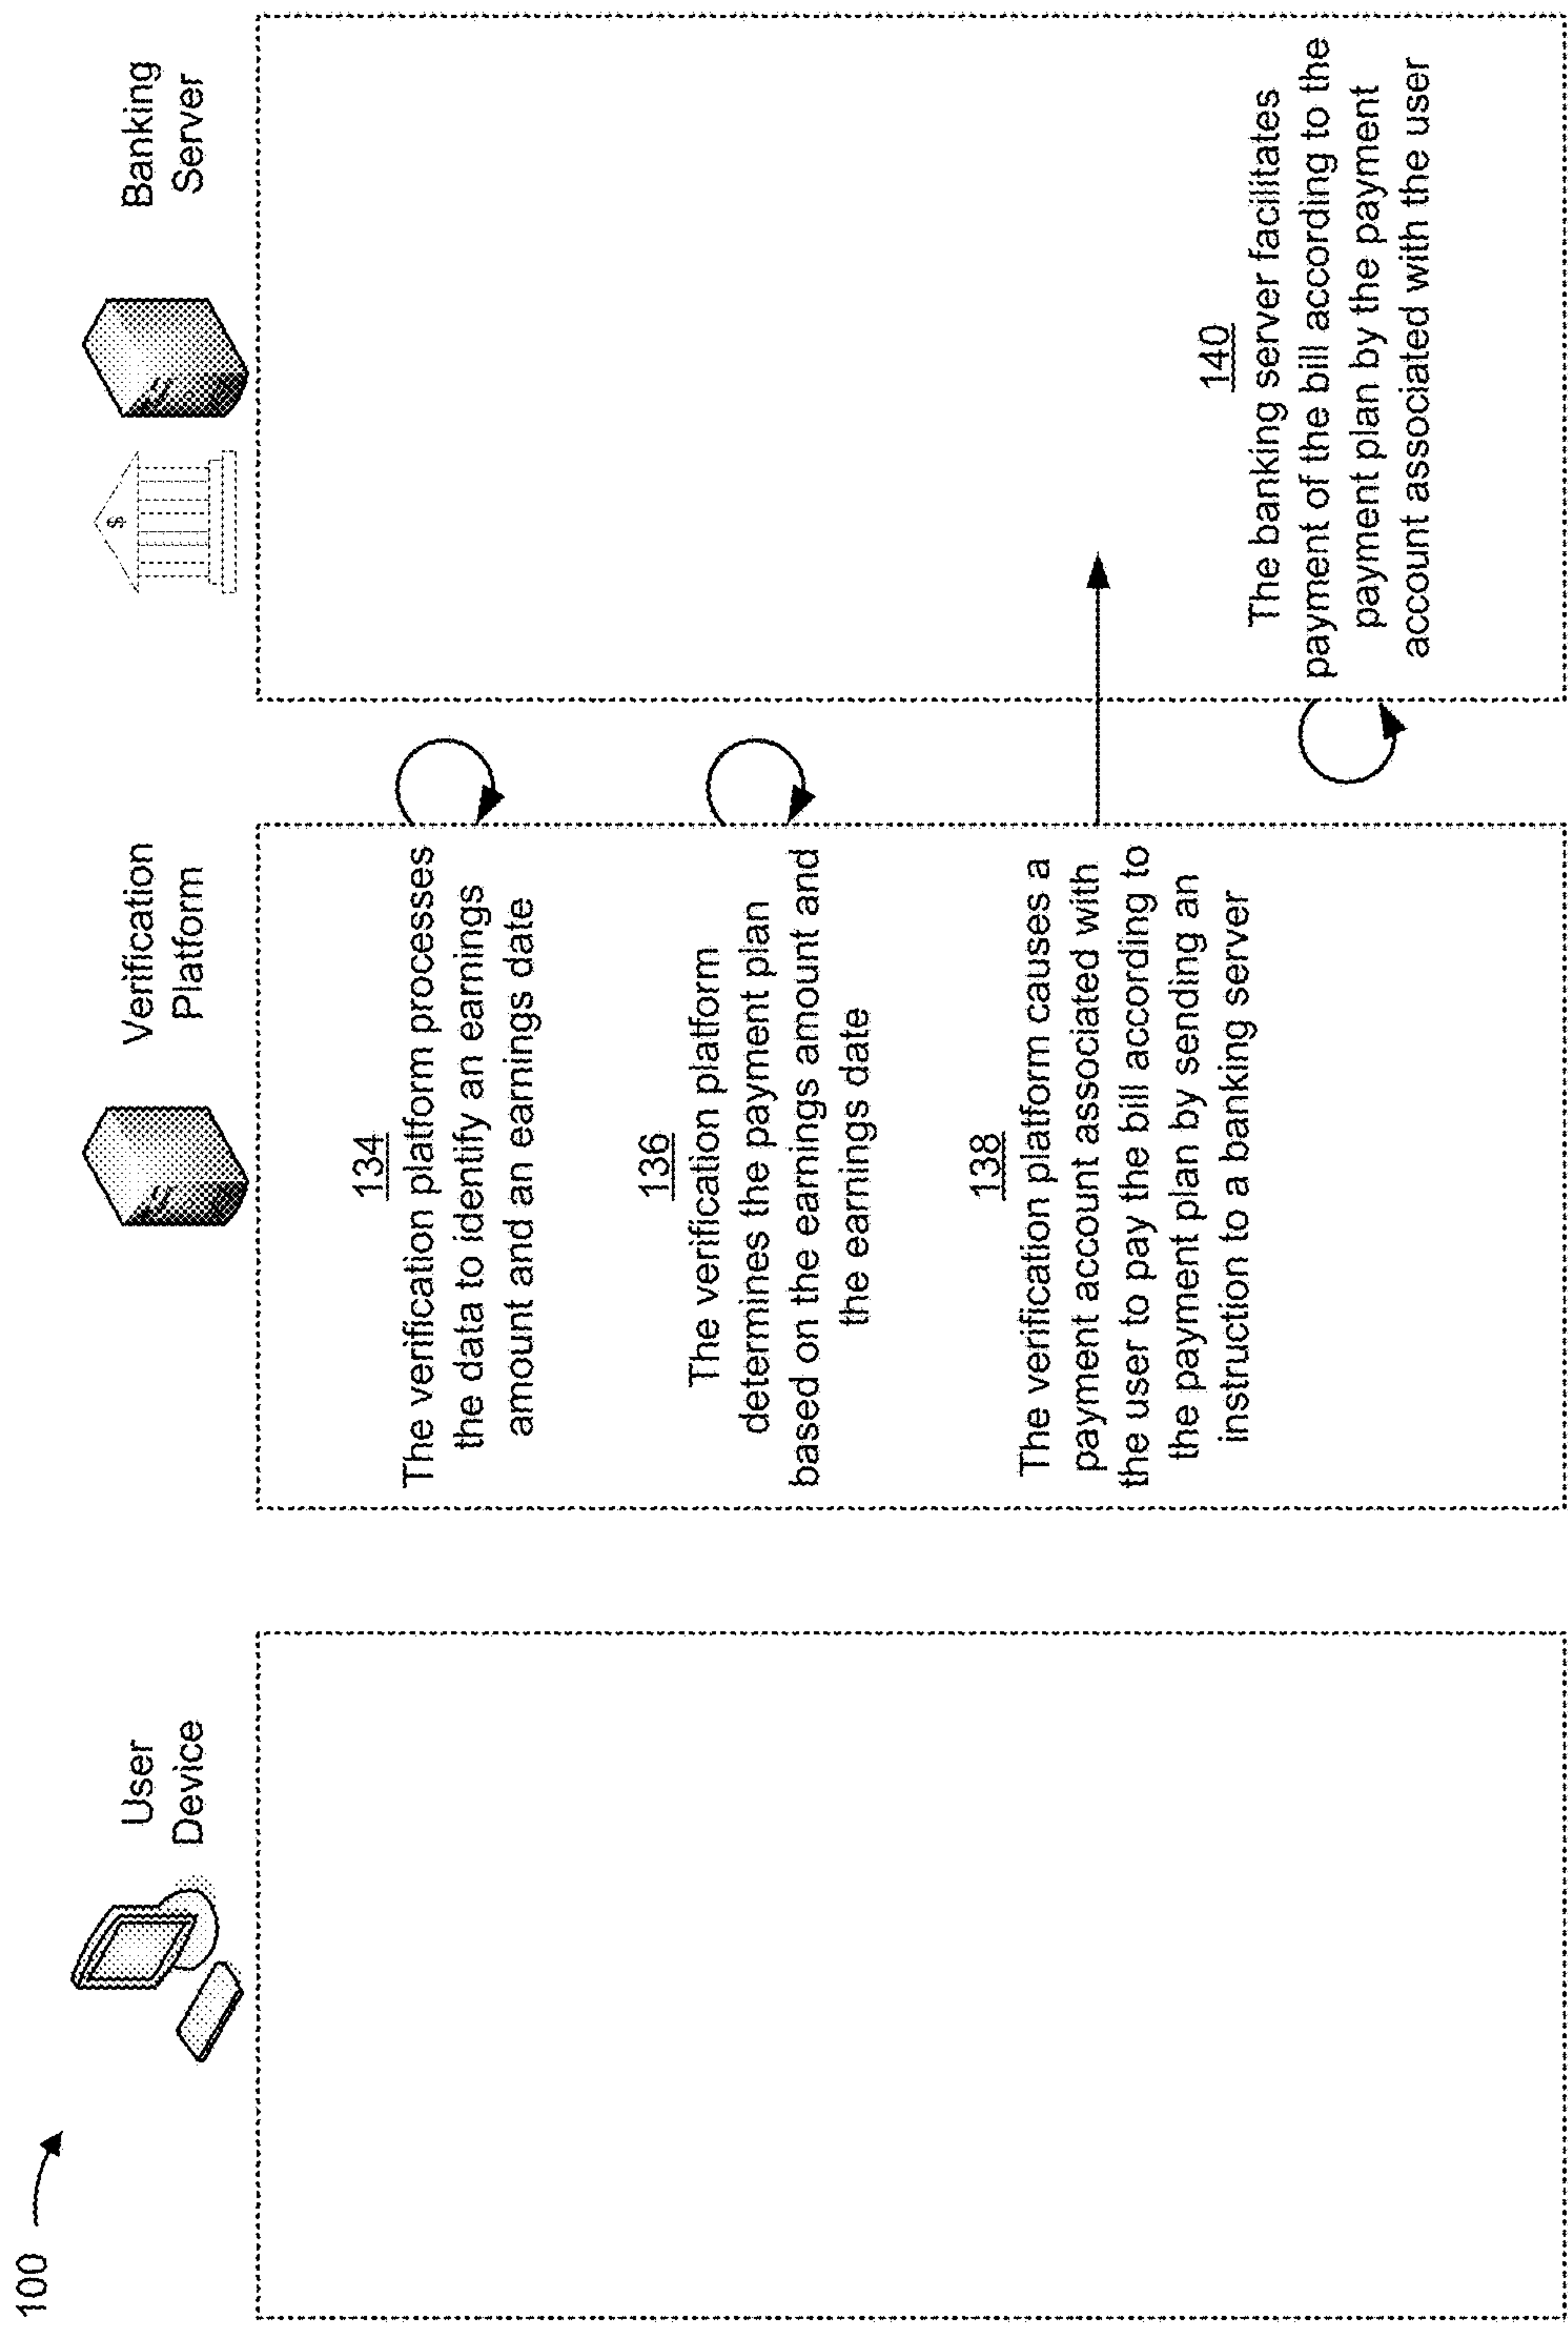 100
User
Device
Verification
Platform
$
Banking
Server
134
The verification platform processes
the data to identify an earnings
amount and an earnings date
136
The verification platform
determines the payment plan
based on the earnings amount and
the earnings date
138
The verification platform causes a
payment account associated with
the user to pay the bill according to
the payment plan by sending an
instruction to a banking server
140
The banking server facilitates
payment of the bill according to the
payment plan by the payment
account associated with the user